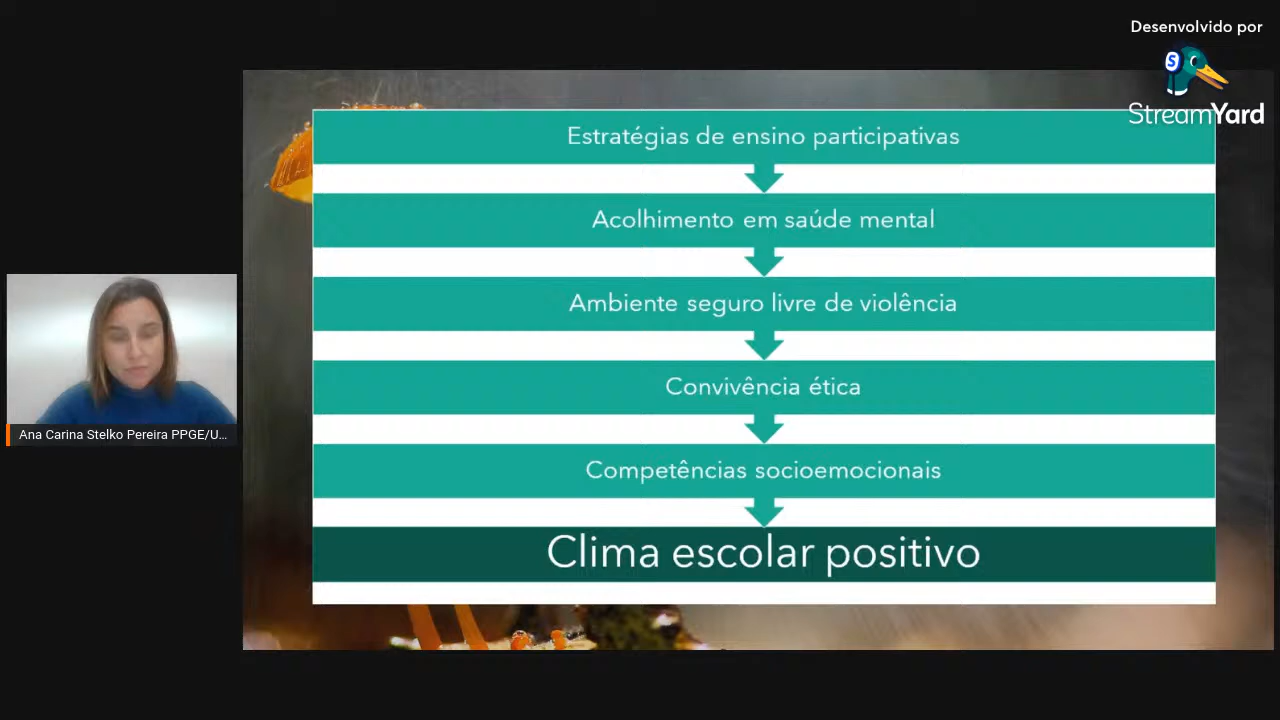 Desenvolvido por
StreamYard
Estratégias de ensino participativas
Acolhimento em saúde mental
Ambiente seguro livre de violência
Convivência ética
Competências socioemocionais
Clima escolar positivo
Ana Carina Stelko Pereira PPGE/U...